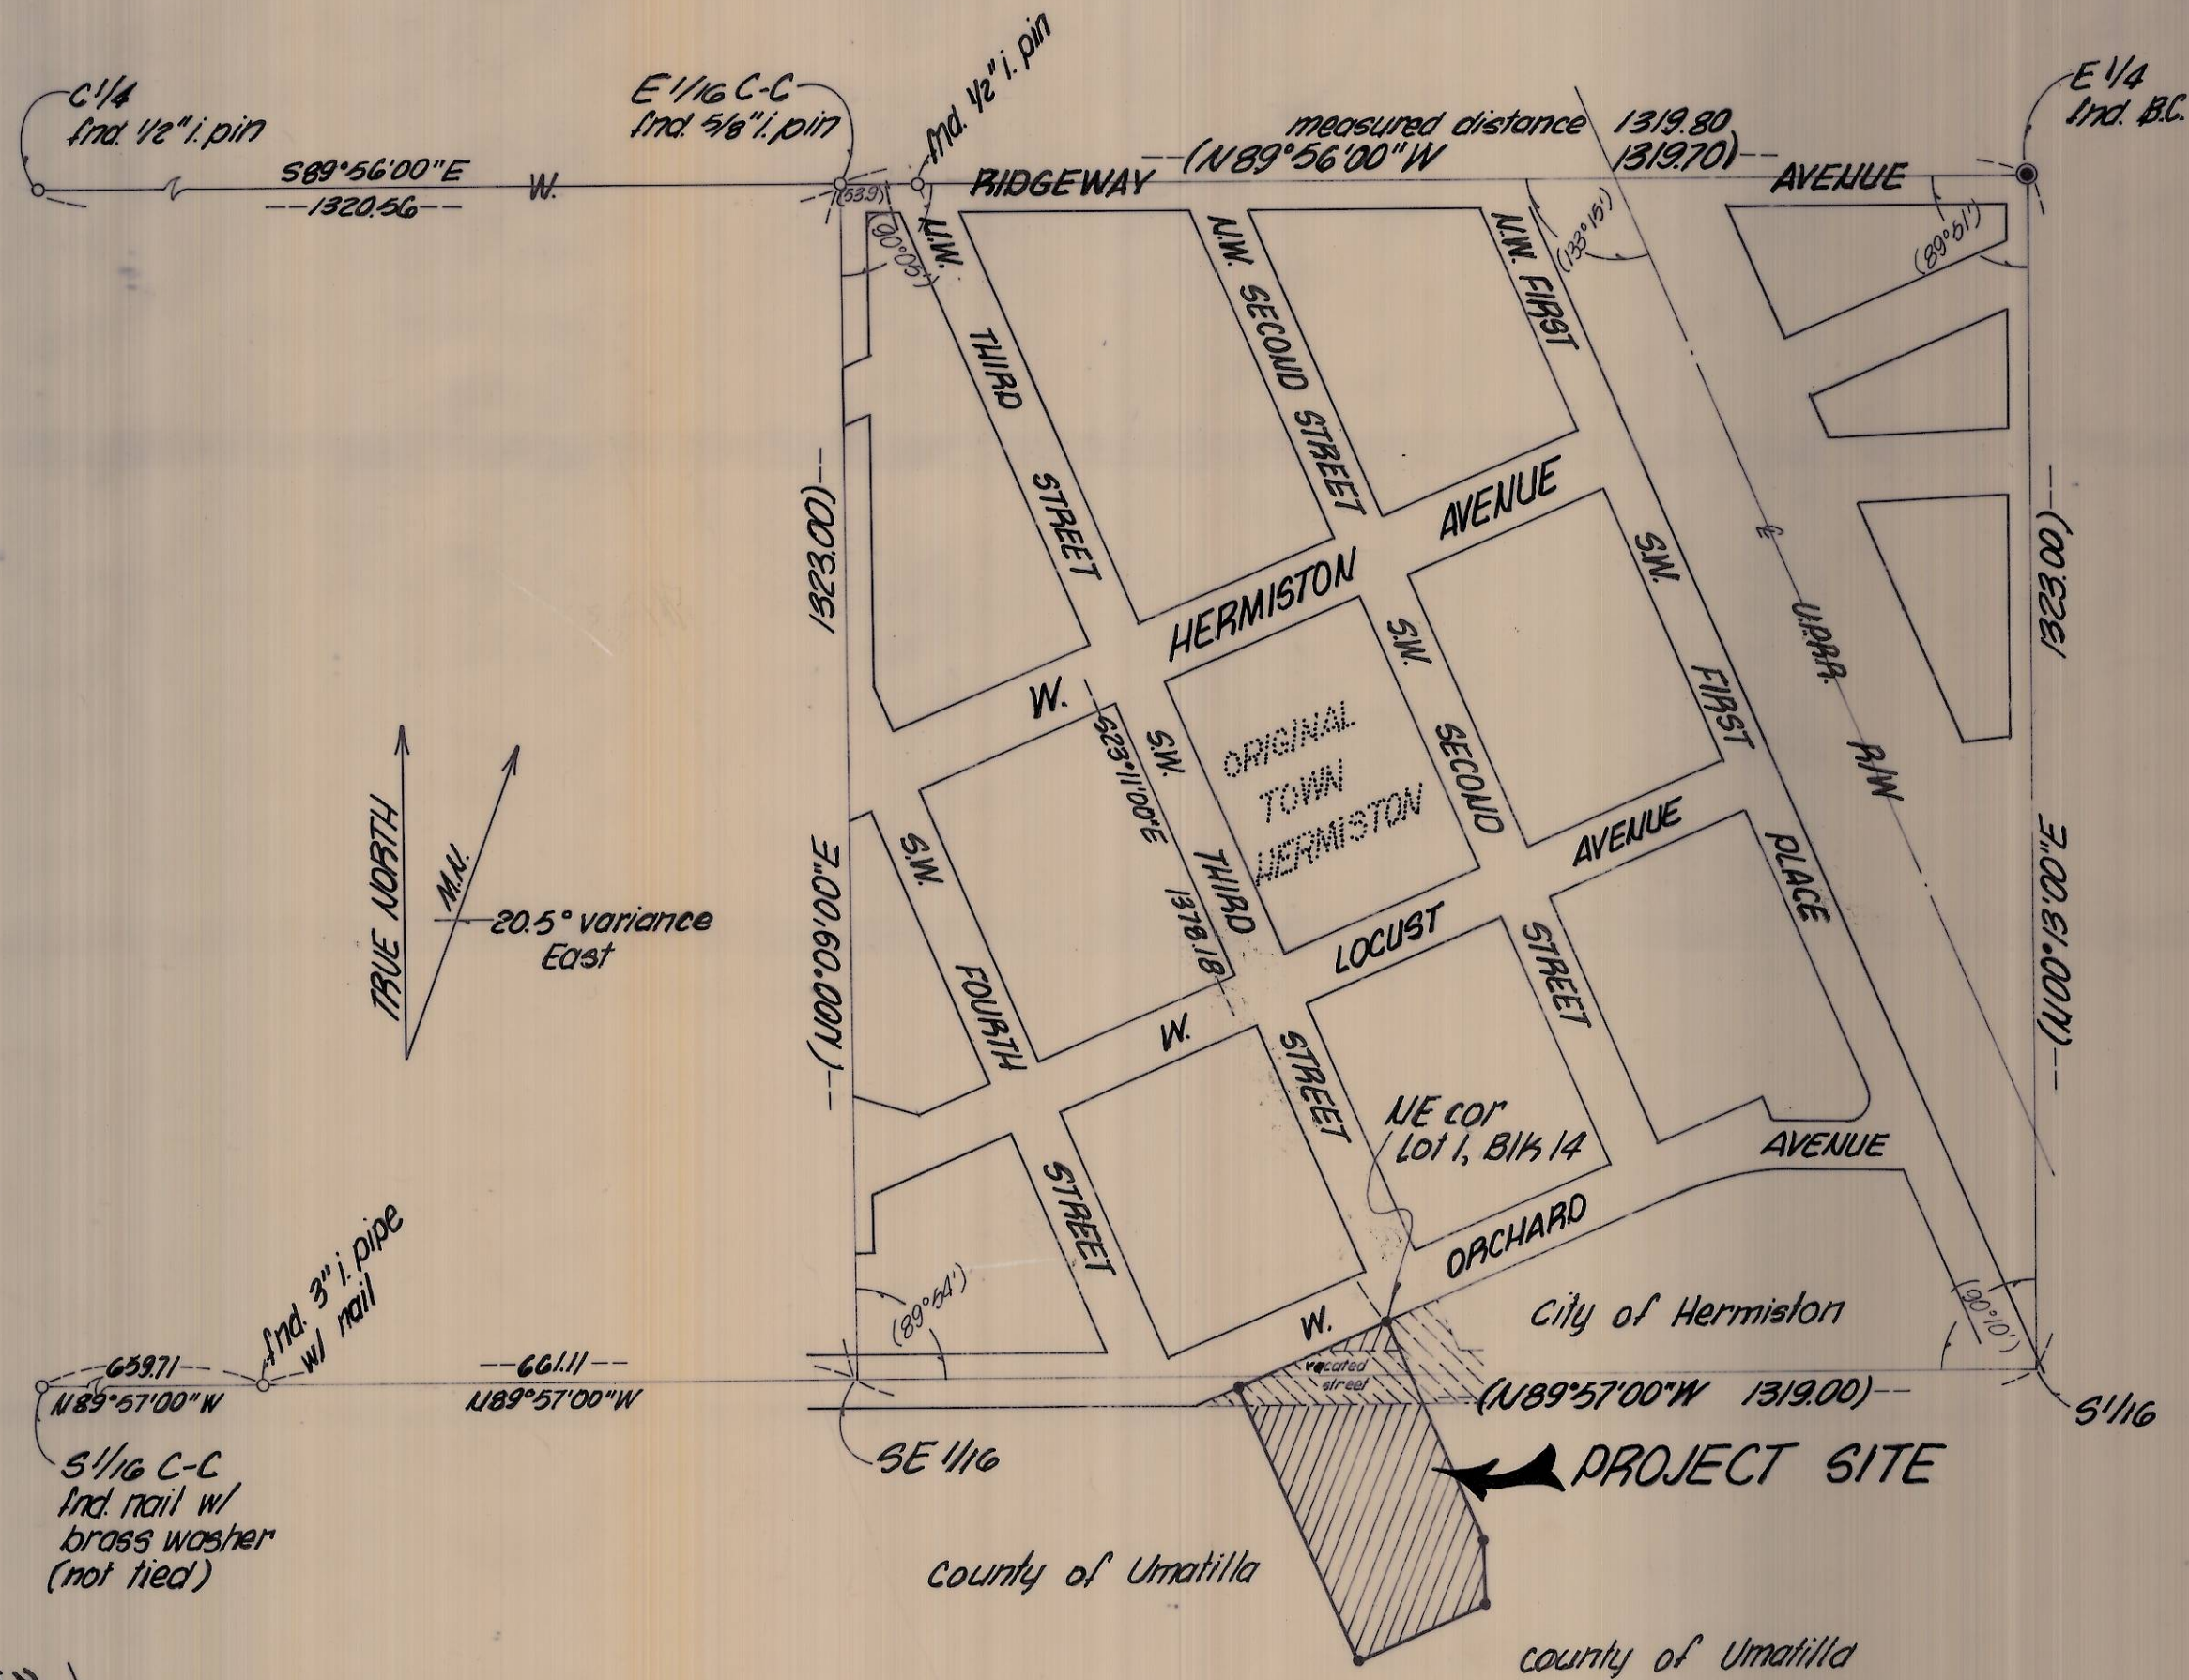 C 1/4
fnd. 1/2" i. pin
S89°56'00"E
1320.56
W.
E 1/16 C-C
fnd. 5/8" i. pin
fnd. 1/2" i. pin
(53.9)
RIDGEWAY
measured distance 1319.80
(N89°56'00"W 1319.70)
AVENUE
E 1/4
fnd. B.C.
(90°05')
N.W.
THIRD
STREET
N.W. SECOND STREET
N.W. FIRST
(133°15')
(89°51')
1323.00)
(N00°09'00"E
1323.00)
(N00°13'00"E
W.
HERMISTON
AVENUE
S.W.
FIRST
PLACE
U.P.R.R.
R/W
S.W.
SECOND
STREET
S23°11'00"E
1378.18
S.W.
THIRD
STREET
ORIGINAL
TOWN
HERMISTON
S.W.
FOURTH
STREET
W.
LOCUST
AVENUE
TRUE NORTH
M.N.
20.5° variance
East
NE cor
Lot 1, Blk 14
W.
ORCHARD
AVENUE
(89°54')
(90°10')
City of Hermiston
vacated
street
fnd. 3" i. pipe
w/ nail
659.71
N89°57'00"W
661.11
N89°57'00"W
(N89°57'00"W 1319.00)
S 1/16
S 1/16 C-C
fnd. nail w/
brass washer
(not tied)
SE 1/16
PROJECT SITE
County of Umatilla
County of Umatilla